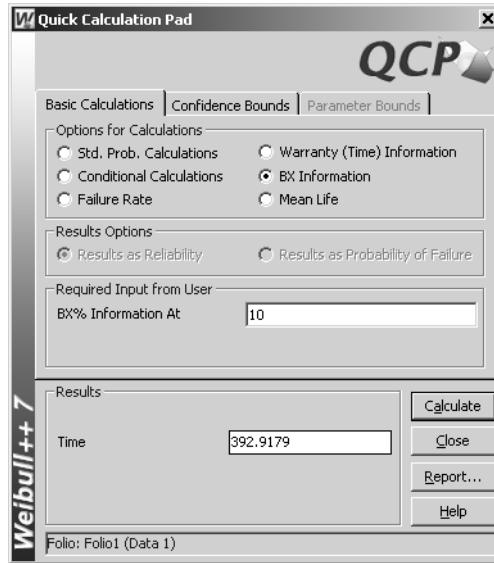 W Quick Calculation Pad X
QCP
Basic Calculations Confidence Bounds Parameter Bounds
Options for Calculations
Std. Prob. Calculations Warranty (Time) Information
Conditional Calculations BX Information
Failure Rate Mean Life
Results Options
Results as Reliability Results as Probability of Failure
Required Input from User
BX% Information At 10
Results
Time 392.9179
Calculate
Close
Report...
Help
Weibull++ 7
Folio: Folio1 (Data 1)